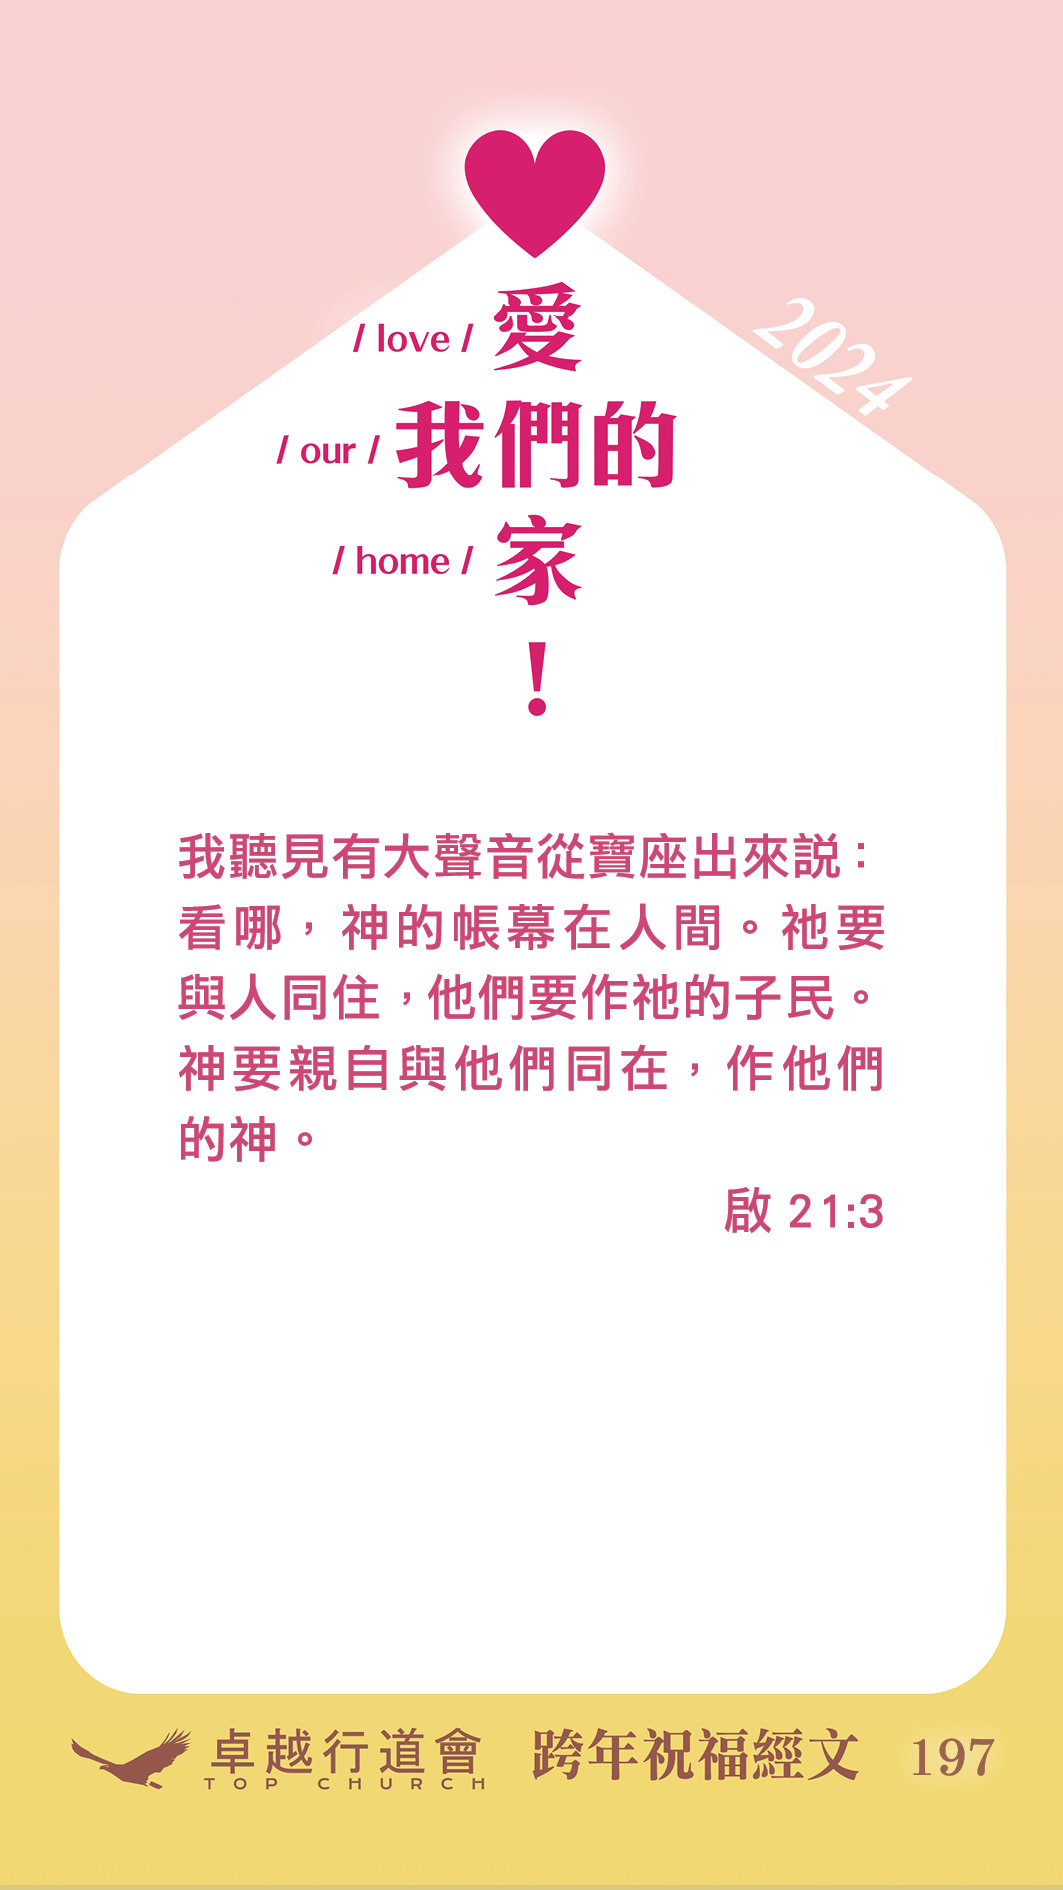 / love / 愛
2024
/ our / 我們的
/ home / 家
！
我聽見有大聲音從寶座出來説：
看哪，神的帳幕在人間。祂要
與人同住，他們要作祂的子民。
神要親自與他們同在，作他們
的神。
啟 21:3
卓越行道會 跨年祝福經文 197
TOP CHURCH